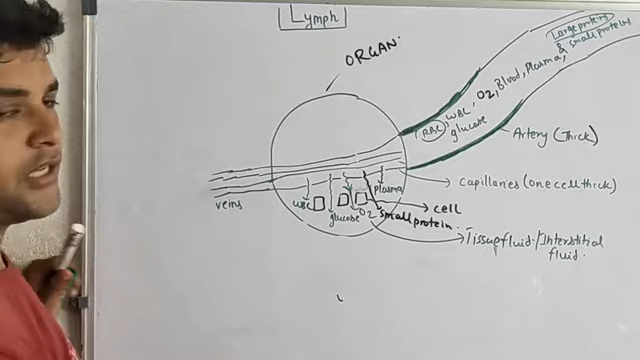 Lymph
ORGAN
Large proteins
& small protein
RBC, WBC, O2, Blood, Plasma,
glucose
Artery (Thick)
capillaries (one cell thick)
veins
WBC
glucose
O2
plasma
small protein.
cell
Tissue fluid / Interstitial
fluid.